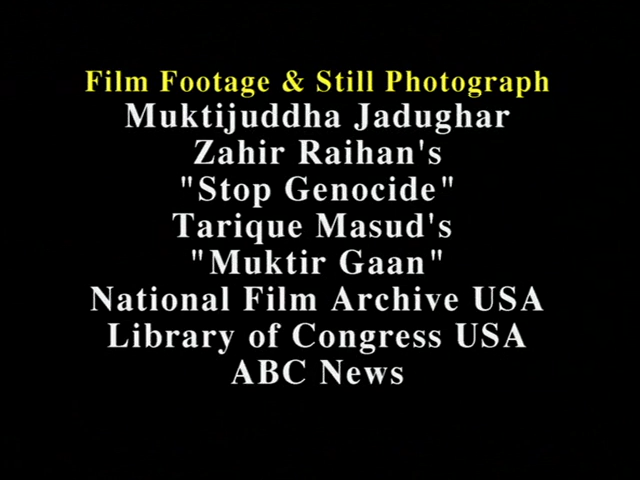 Film Footage & Still Photograph
Muktijuddha Jadughar
Zahir Raihan's
"Stop Genocide"
Tarique Masud's
"Muktir Gaan"
National Film Archive USA
Library of Congress USA
ABC News